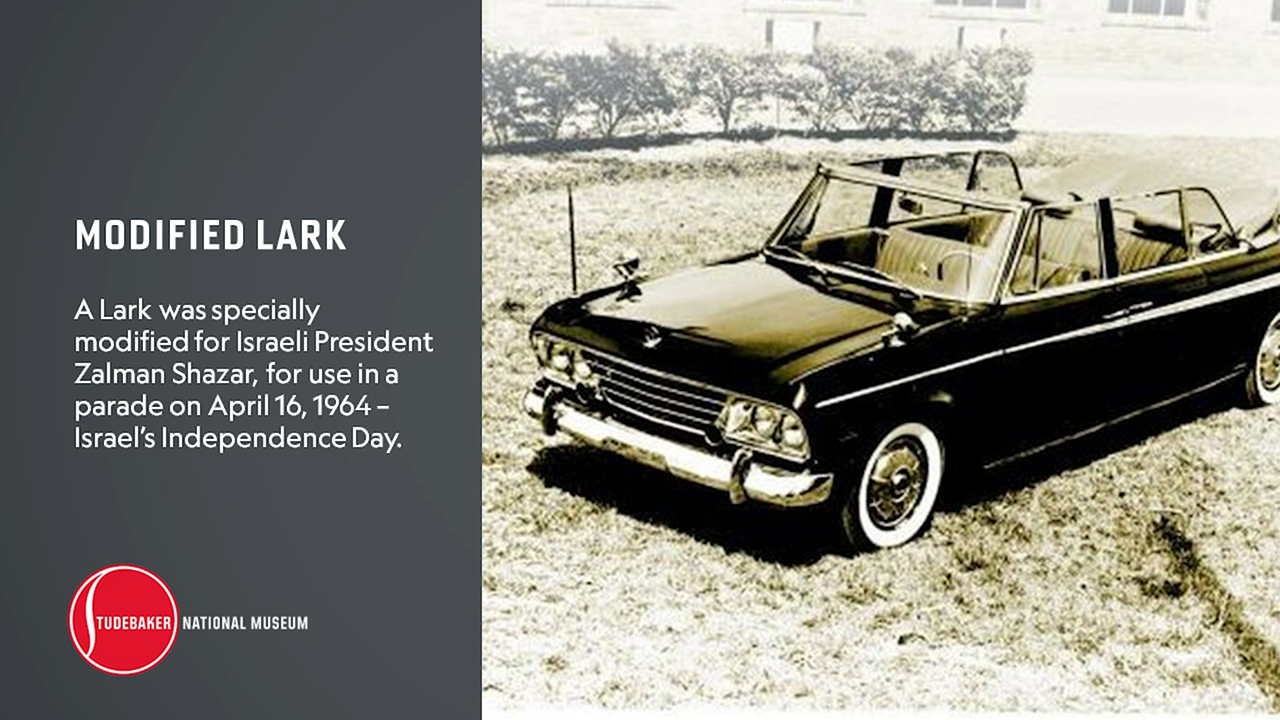 MODIFIED LARK
A Lark was specially
modified for Israeli President
Zalman Shazar, for use in a
parade on April 16, 1964 –
Israel's Independence Day.
STUDEBAKER NATIONAL MUSEUM